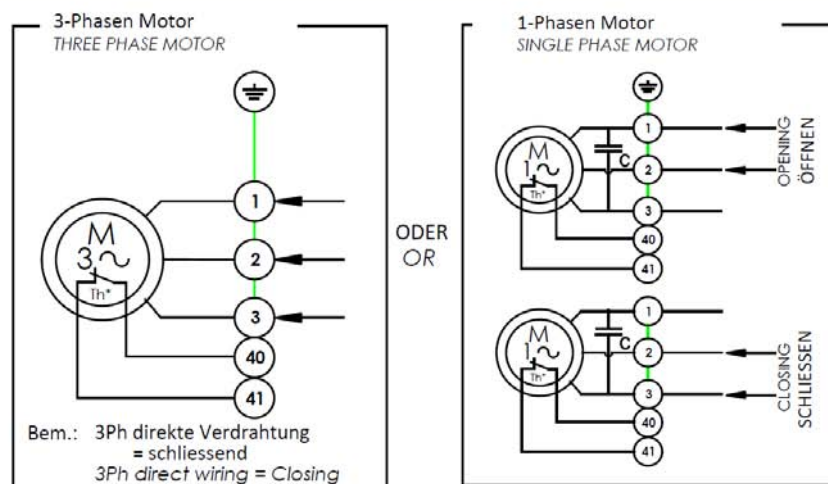 3-Phasen Motor
THREE PHASE MOTOR
M
3
Th*
1
2
3
40
41
Bem.: 3Ph direkte Verdrahtung
= schliessend
3Ph direct wiring = Closing
ODER
OR
1-Phasen Motor
SINGLE PHASE MOTOR
M
1
Th*
C
1
2
3
40
41
OPENING
ÖFFNEN
M
1
Th*
C
1
2
3
40
41
CLOSING
SCHLIESSEN